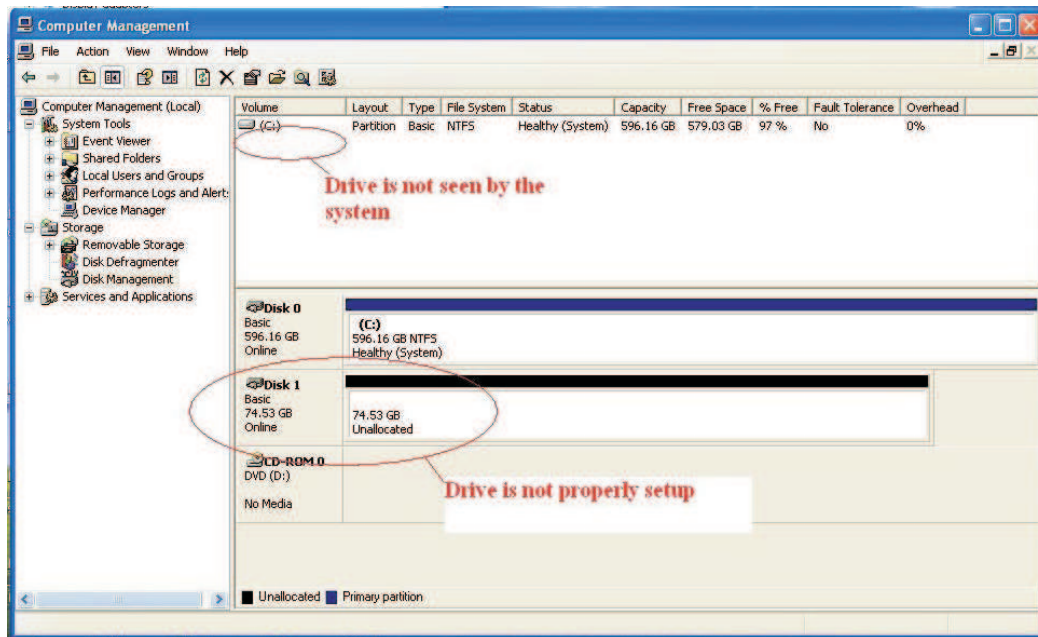 Display adapters
Computer Management
File Action View Window Help
Computer Management (Local)
System Tools
Event Viewer
Shared Folders
Local Users and Groups
Performance Logs and Alert:
Device Manager
Storage
Removable Storage
Disk Defragmenter
Disk Management
Services and Applications
Volume Layout Type File System Status Capacity Free Space % Free Fault Tolerance Overhead
(C:) Partition Basic NTFS Healthy (System) 596.16 GB 579.03 GB 97 % No 0%
Drive is not seen by the
system
Disk 0
Basic
596.16 GB
Online
(C:)
596.16 GB NTFS
Healthy (System)
Disk 1
Basic
74.53 GB
Online
74.53 GB
Unallocated
CD-ROM 0
DVD (D:)
No Media
Drive is not properly setup
Unallocated Primary partition